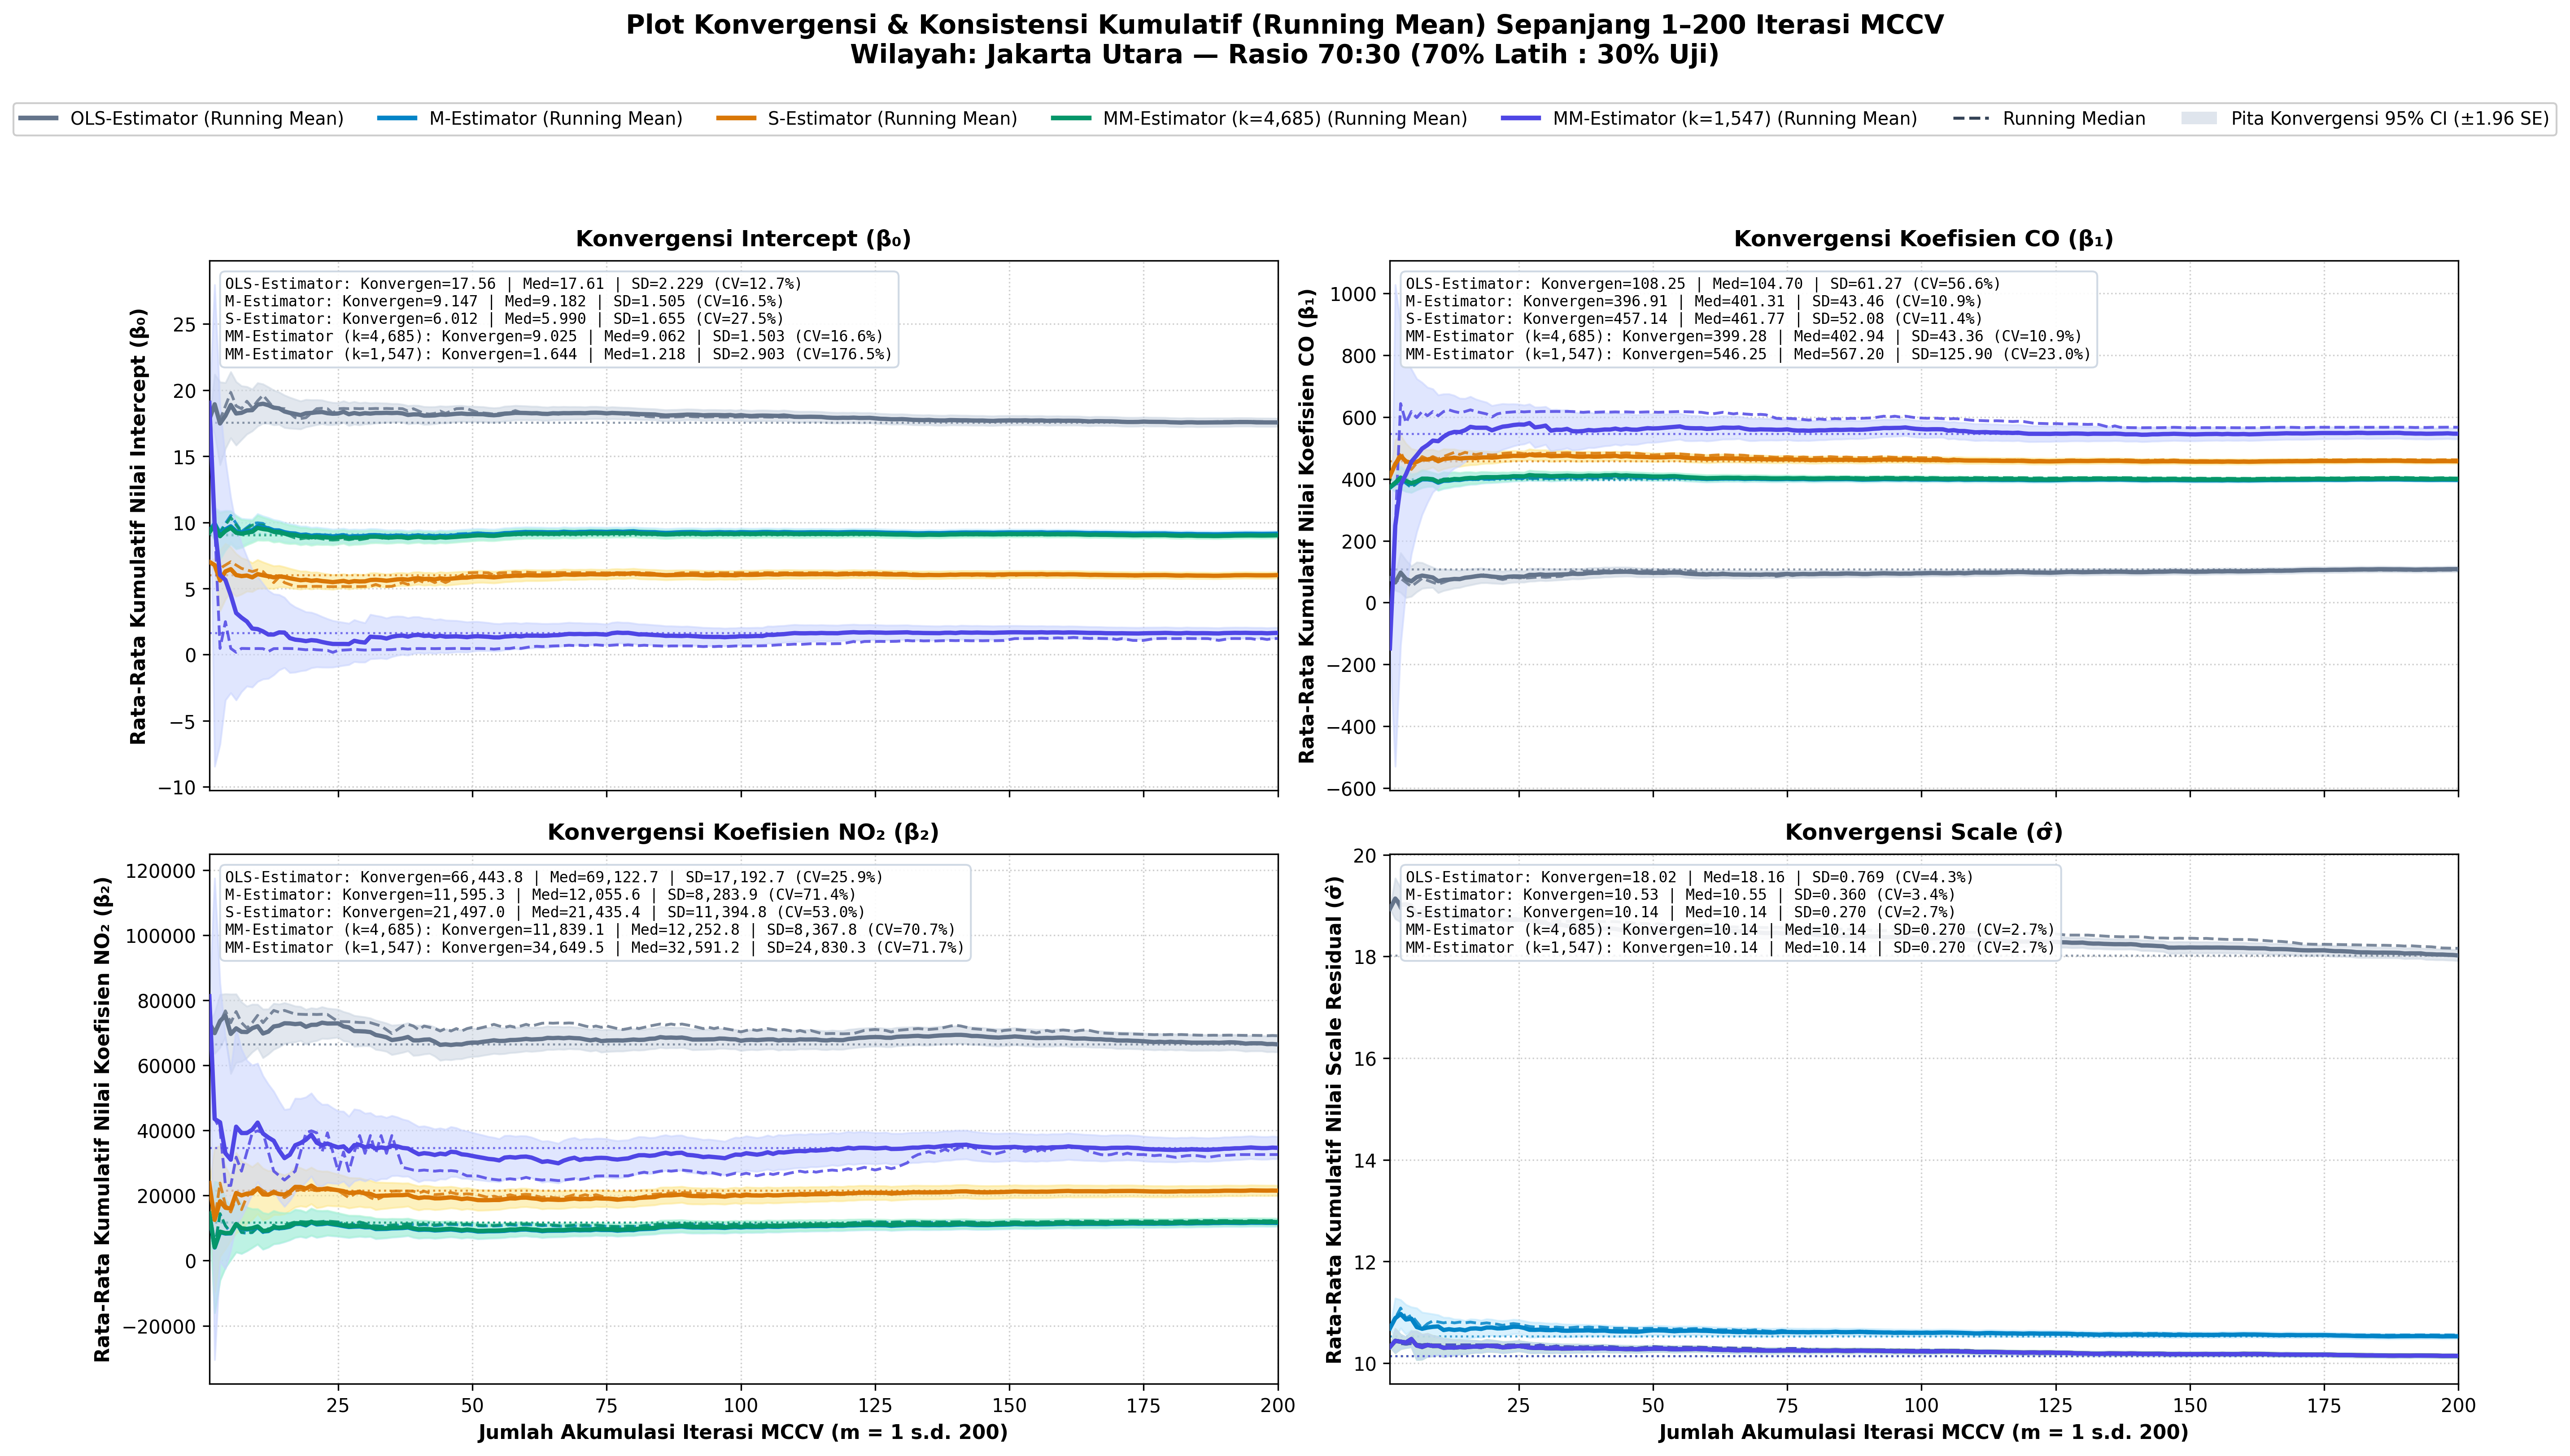 Plot Konvergensi & Konsistensi Kumulatif (Running Mean) Sepanjang 1–200 Iterasi MCCV
Wilayah: Jakarta Utara — Rasio 70:30 (70% Latih : 30% Uji)
OLS-Estimator (Running Mean) M-Estimator (Running Mean) S-Estimator (Running Mean) MM-Estimator (k=4,685) (Running Mean) MM-Estimator (k=1,547) (Running Mean) Running Median Pita Konvergensi 95% CI (±1.96 SE)
Konvergensi Intercept (β₀)
OLS-Estimator: Konvergen=17.56 | Med=17.61 | SD=2.229 (CV=12.7%)
M-Estimator: Konvergen=9.147 | Med=9.182 | SD=1.505 (CV=16.5%)
S-Estimator: Konvergen=6.012 | Med=5.990 | SD=1.655 (CV=27.5%)
MM-Estimator (k=4,685): Konvergen=9.025 | Med=9.062 | SD=1.503 (CV=16.6%)
MM-Estimator (k=1,547): Konvergen=1.644 | Med=1.218 | SD=2.903 (CV=176.5%)
Rata-Rata Kumulatif Nilai Intercept (β₀)
25
20
15
10
5
0
−5
−10
Konvergensi Koefisien CO (β₁)
OLS-Estimator: Konvergen=108.25 | Med=104.70 | SD=61.27 (CV=56.6%)
M-Estimator: Konvergen=396.91 | Med=401.31 | SD=43.46 (CV=10.9%)
S-Estimator: Konvergen=457.14 | Med=461.77 | SD=52.08 (CV=11.4%)
MM-Estimator (k=4,685): Konvergen=399.28 | Med=402.94 | SD=43.36 (CV=10.9%)
MM-Estimator (k=1,547): Konvergen=546.25 | Med=567.20 | SD=125.90 (CV=23.0%)
Rata-Rata Kumulatif Nilai Koefisien CO (β₁)
1000
800
600
400
200
0
−200
−400
−600
Konvergensi Koefisien NO₂ (β₂)
OLS-Estimator: Konvergen=66,443.8 | Med=69,122.7 | SD=17,192.7 (CV=25.9%)
M-Estimator: Konvergen=11,595.3 | Med=12,055.6 | SD=8,283.9 (CV=71.4%)
S-Estimator: Konvergen=21,497.0 | Med=21,435.4 | SD=11,394.8 (CV=53.0%)
MM-Estimator (k=4,685): Konvergen=11,839.1 | Med=12,252.8 | SD=8,367.8 (CV=70.7%)
MM-Estimator (k=1,547): Konvergen=34,649.5 | Med=32,591.2 | SD=24,830.3 (CV=71.7%)
Rata-Rata Kumulatif Nilai Koefisien NO₂ (β₂)
120000
100000
80000
60000
40000
20000
0
−20000
25 50 75 100 125 150 175 200
Jumlah Akumulasi Iterasi MCCV (m = 1 s.d. 200)
Konvergensi Scale (σ̂)
OLS-Estimator: Konvergen=18.02 | Med=18.16 | SD=0.769 (CV=4.3%)
M-Estimator: Konvergen=10.53 | Med=10.55 | SD=0.360 (CV=3.4%)
S-Estimator: Konvergen=10.14 | Med=10.14 | SD=0.270 (CV=2.7%)
MM-Estimator (k=4,685): Konvergen=10.14 | Med=10.14 | SD=0.270 (CV=2.7%)
MM-Estimator (k=1,547): Konvergen=10.14 | Med=10.14 | SD=0.270 (CV=2.7%)
Rata-Rata Kumulatif Nilai Scale Residual (σ̂)
20
18
16
14
12
10
25 50 75 100 125 150 175 200
Jumlah Akumulasi Iterasi MCCV (m = 1 s.d. 200)